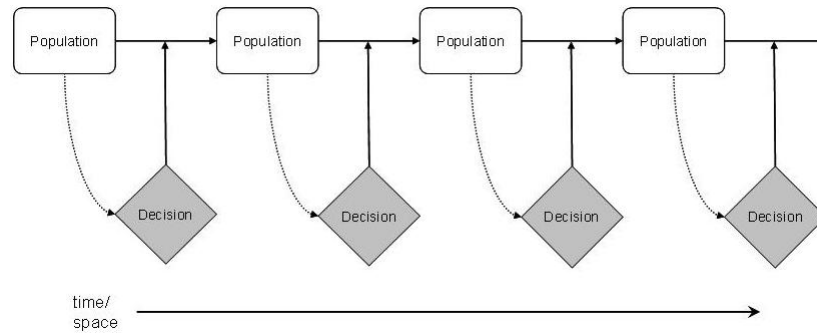 Population
Population
Population
Population
Decision
Decision
Decision
Decision
time/
space